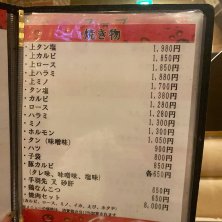 焼き物
・上タン塩 1,980円
・上カルビ 1,850円
・上ロース 1,850円
・上ハラミ 1,580円
・上ミノ 1,280円
・タン塩 1,700円
・カルビ 1,380円
・ロース 1,280円
・ハラミ 1,280円
・ミノ 1,160円
・ホルモン 1,300円
・タン(味噌味)
・ハツ 900円
・子袋 800円
・豚カルビ 850円
(タレ味、味噌味、塩味) 各650円
・手羽先 又 砂肝
・鶏なんこつ 650円
・焼肉セット 650円
8,000円